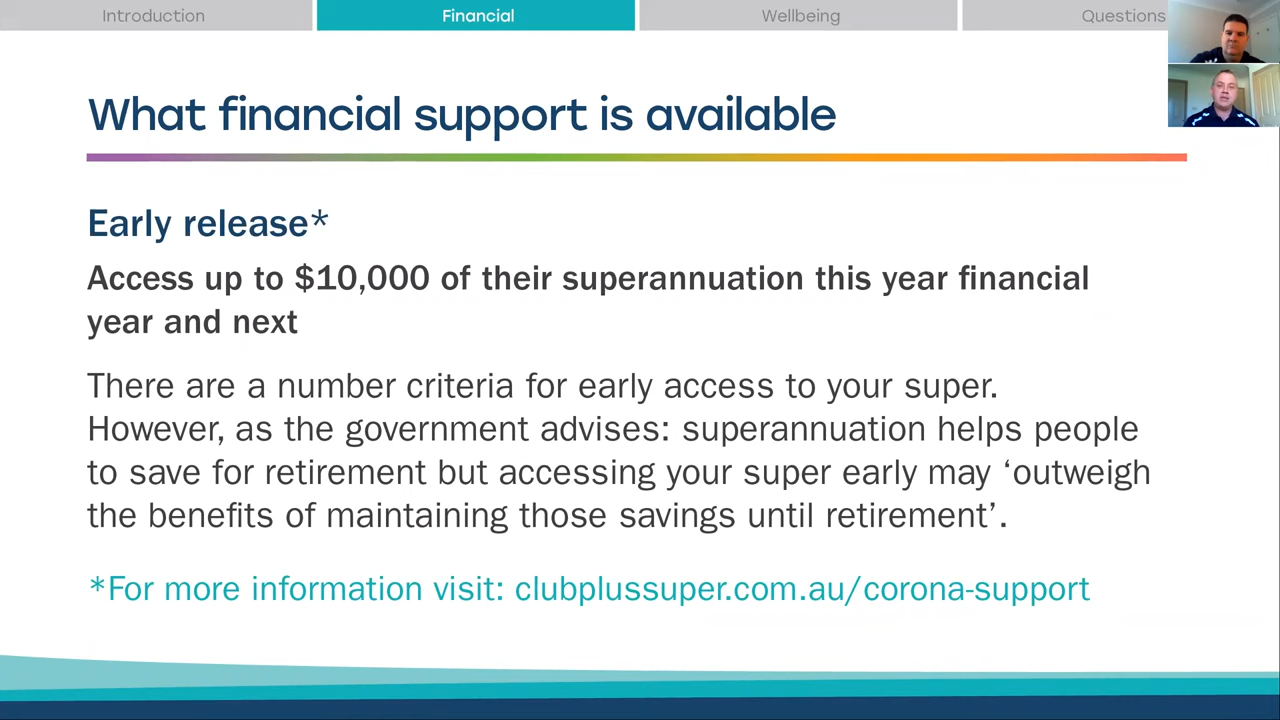 Introduction
Financial
Wellbeing
Questions
What financial support is available
Early release*
Access up to $10,000 of their superannuation this year financial
year and next
There are a number criteria for early access to your super.
However, as the government advises: superannuation helps people
to save for retirement but accessing your super early may ‘outweigh
the benefits of maintaining those savings until retirement’.
*For more information visit: clubplussuper.com.au/corona-support